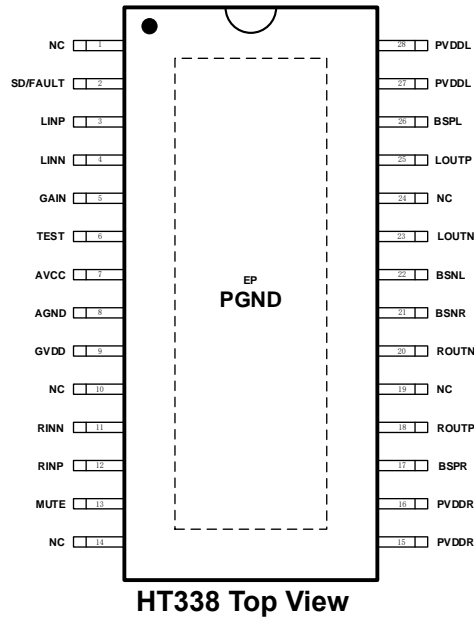 NC 1 28 PVDDL
SD/FAULT 2 27 PVDDL
LINP 3 26 BSPL
LINN 4 25 LOUTP
GAIN 5 24 NC
TEST 6 23 LOUTN
AVCC 7 22 BSNL
EP
PGND
AGND 8 21 BSNR
GVDD 9 20 ROUTN
NC 10 19 NC
RINN 11 18 ROUTP
RINP 12 17 BSPR
MUTE 13 16 PVDDR
NC 14 15 PVDDR
HT338 Top View